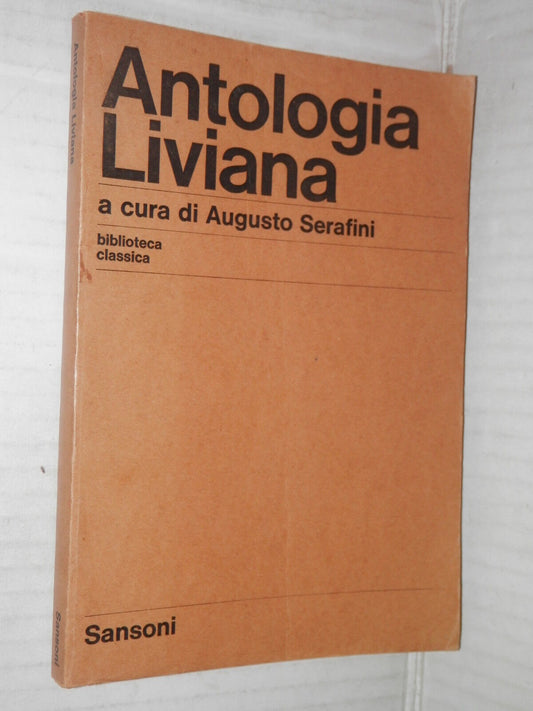 Antologia
Liviana
a cura di Augusto Serafini
biblioteca
classica
Sansoni
Antologia Liviana
Sansoni